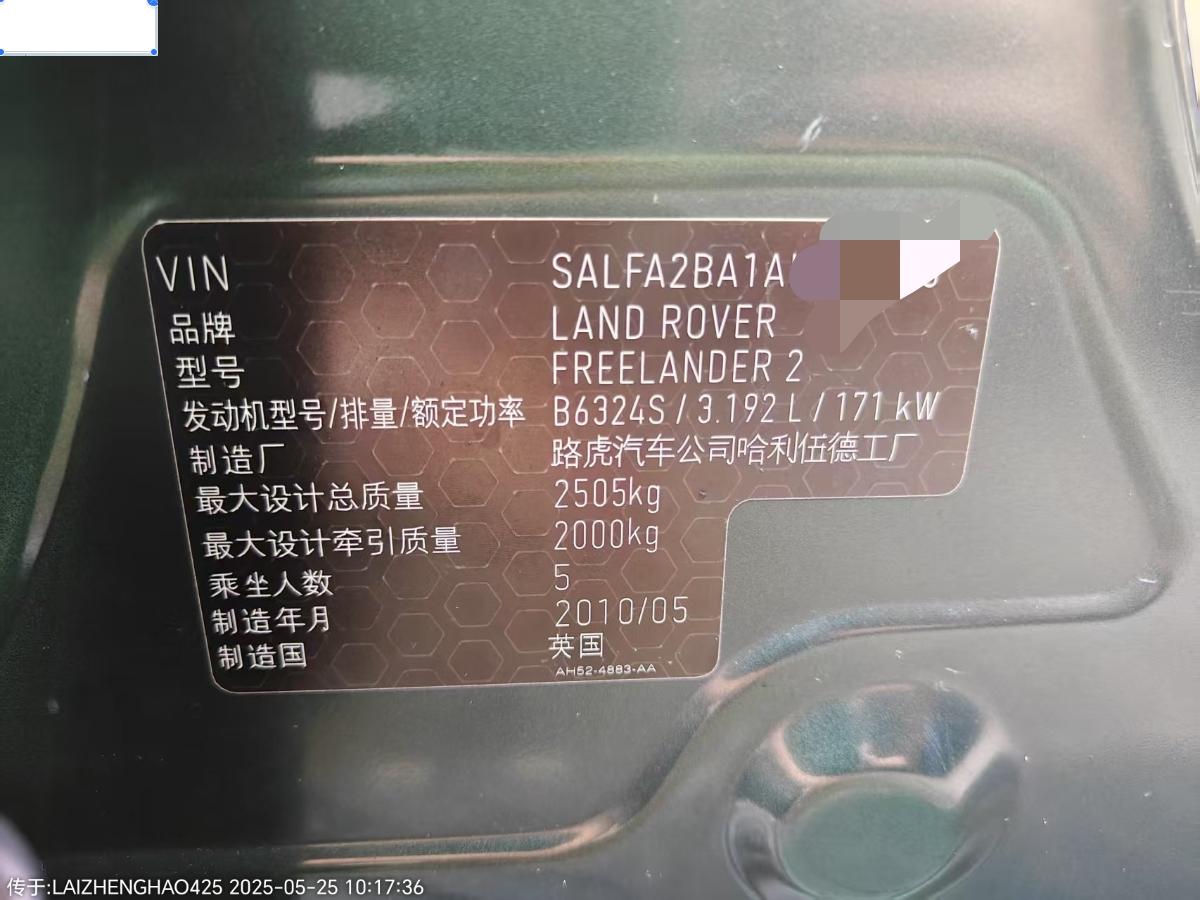 VIN SALFA2BA1A
品牌 LAND ROVER
型号 FREELANDER 2
发动机型号/排量/额定功率 B6324S / 3.192 L / 171 kW
制造厂 路虎汽车公司哈利伍德工厂
最大设计总质量 2505kg
最大设计牵引质量 2000kg
乘坐人数 5
制造年月 2010/05
制造国 英国
AH52-4883-AA
传于:LAIZHENGHAO425 2025-05-25 10:17:36